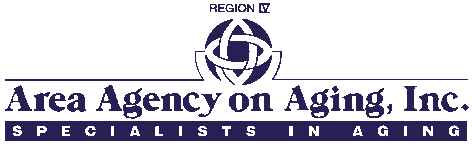 REGION IV
Area Agency on Aging, Inc.
SPECIALISTS IN AGING